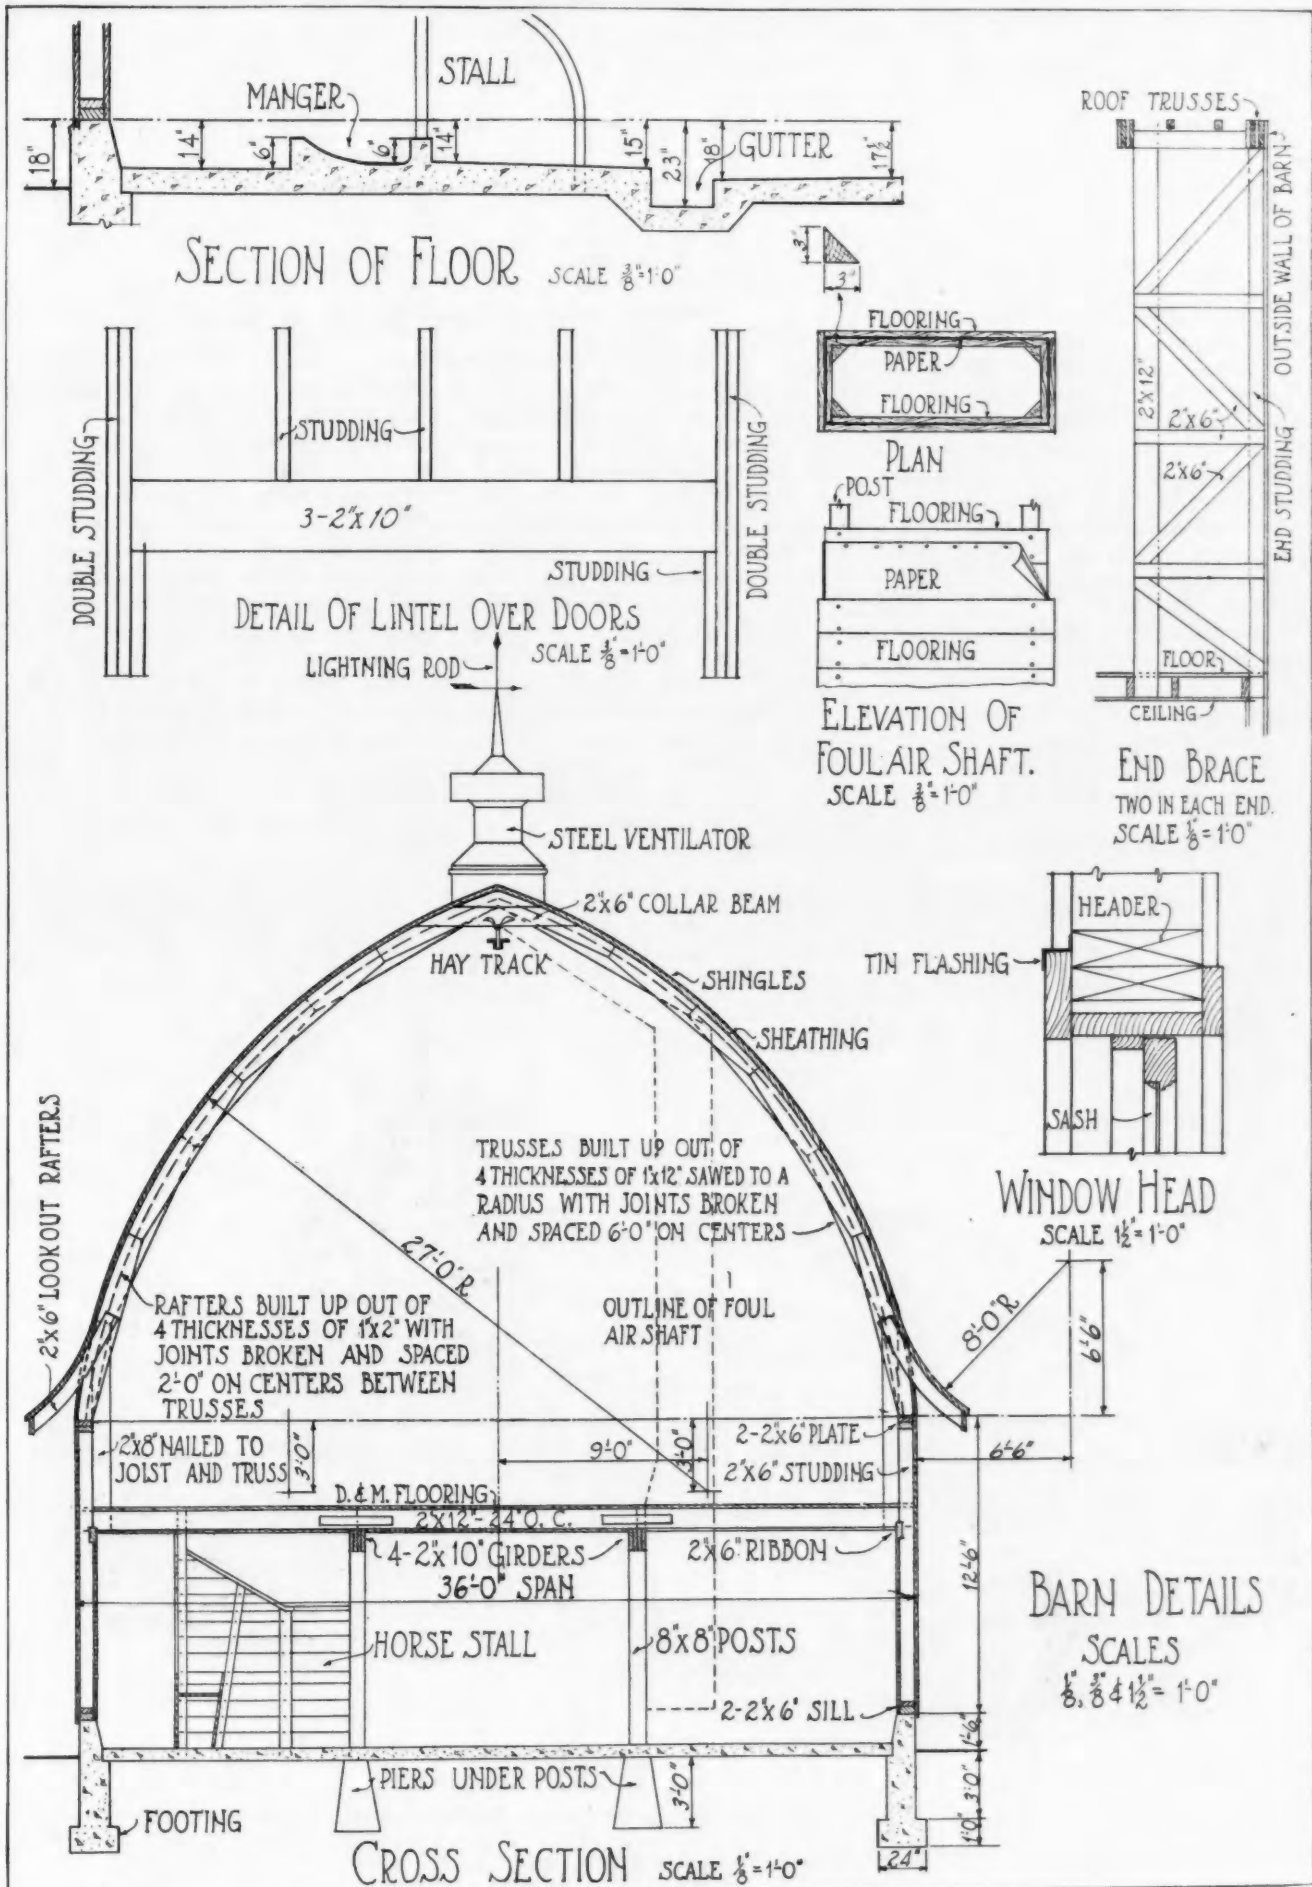 STALL
MANGER
18"
14"
6"
6"
14"
15"
23"
18"
GUTTER
17½"
SECTION OF FLOOR SCALE ⅜"=1'-0"
ROOF TRUSSES
OUTSIDE WALL OF BARN
END STUDDING
2"X12"
2"X6"
2"X6"
FLOOR
CEILING
END BRACE
TWO IN EACH END.
SCALE ⅛"=1'-0"
3"
3"
FLOORING
PAPER
FLOORING
PLAN
POST
FLOORING
PAPER
FLOORING
ELEVATION OF
FOUL AIR SHAFT.
SCALE ⅜"=1'-0"
DOUBLE STUDDING
STUDDING
3-2"X10"
STUDDING
DOUBLE STUDDING
DETAIL OF LINTEL OVER DOORS
SCALE ⅜"=1'-0"
LIGHTNING ROD
STEEL VENTILATOR
2"X6" COLLAR BEAM
HAY TRACK
SHINGLES
SHEATHING
HEADER
TIN FLASHING
SASH
WINDOW HEAD
SCALE 1½"=1'-0"
2"X6" LOOKOUT RAFTERS
TRUSSES BUILT UP OUT OF
4 THICKNESSES OF 1"X12" SAWED TO A
RADIUS WITH JOINTS BROKEN
AND SPACED 6'-0" ON CENTERS
27'-0" R
RAFTERS BUILT UP OUT OF
4 THICKNESSES OF 1"X2" WITH
JOINTS BROKEN AND SPACED
2'-0" ON CENTERS BETWEEN
TRUSSES
OUTLINE OF FOUL
AIR SHAFT
8'-0" R
6'-6"
2"X8" NAILED TO
JOIST AND TRUSS
3'-0"
9'-0"
3'-0"
2-2"X6" PLATE
2"X6" STUDDING
6'-6"
D. & M. FLOORING
2"X12"-24" O.C.
4-2"X10" GIRDERS
2"X6" RIBBON
36'-0" SPAN
12'-6"
HORSE STALL
8"X8" POSTS
2-2"X6" SILL
1'-6"
PIERS UNDER POSTS
3'-0"
3'-0"
FOOTING
1'-0"
24"
CROSS SECTION SCALE ⅛"=1'-0"
BARN DETAILS
SCALES
⅛", ⅜" & 1½"= 1'-0"